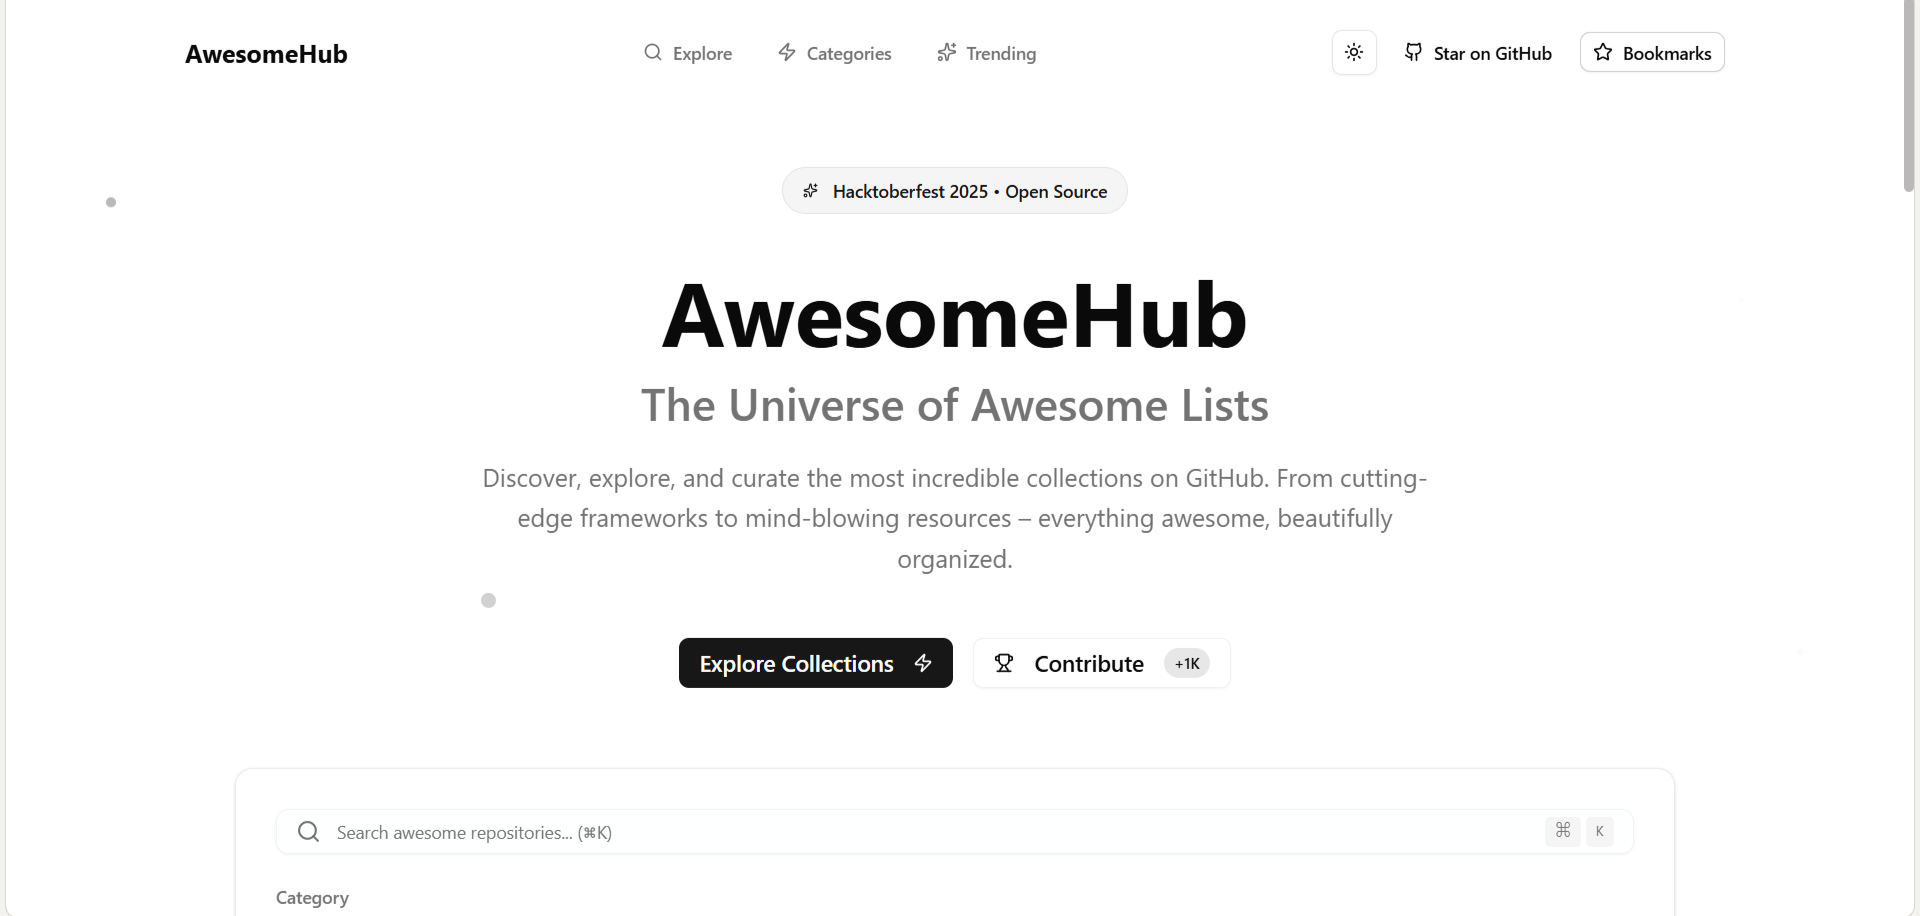 AwesomeHub
Explore
Categories
Trending
Star on GitHub
Bookmarks
Hacktoberfest 2025 • Open Source
AwesomeHub
The Universe of Awesome Lists
Discover, explore, and curate the most incredible collections on GitHub. From cutting-
edge frameworks to mind-blowing resources – everything awesome, beautifully
organized.
Explore Collections
Contribute +1K
Search awesome repositories... (⌘K)
⌘ K
Category